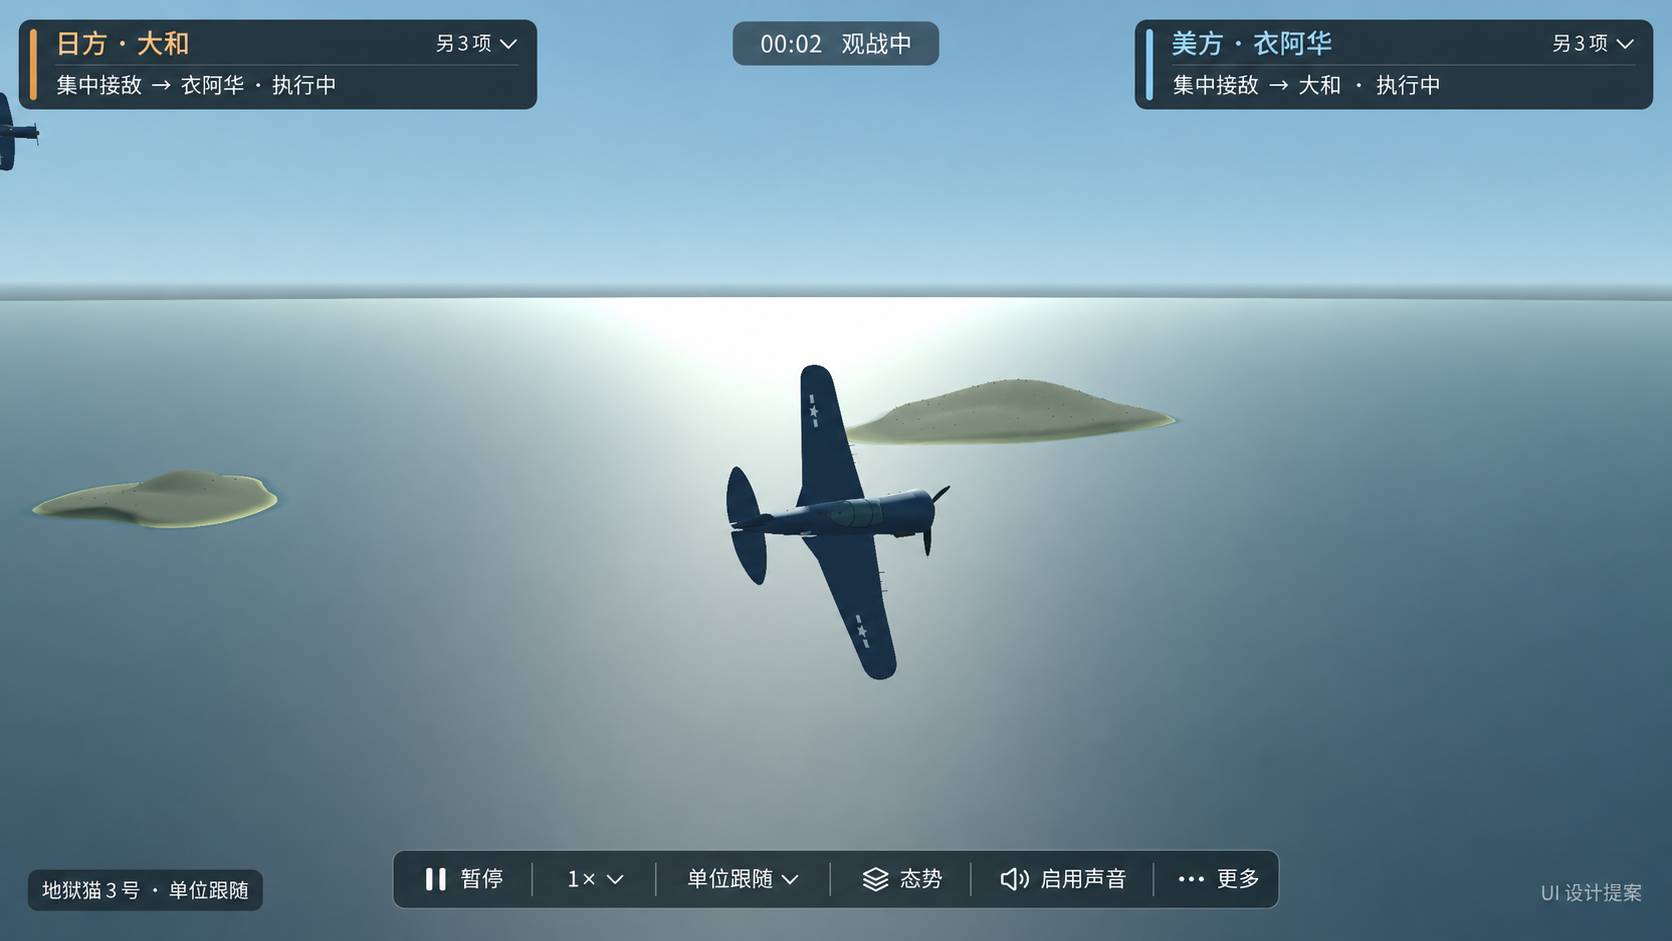 日方·大和
另3项
集中接敌 → 衣阿华 · 执行中
00:02 观战中
美方·衣阿华
另3项
集中接敌 → 大和 · 执行中
地狱猫3号 · 单位跟随
暂停
1×
单位跟随
态势
启用声音
更多
UI 设计提案